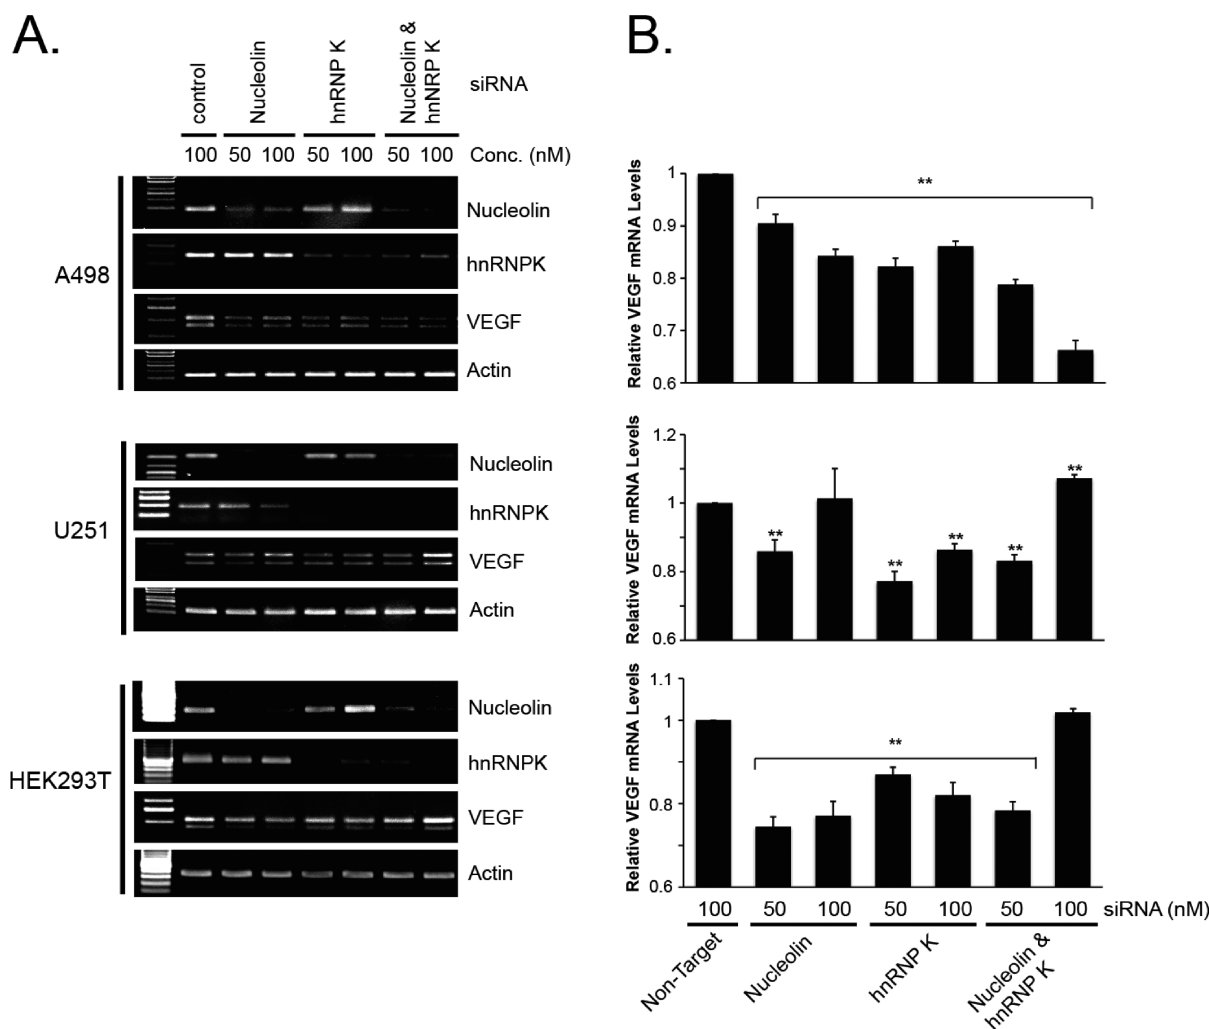 A.
control
Nucleolin
hnRNP K
Nucleolin &
hnNRP K
siRNA
100 50 100 50 100 50 100 Conc. (nM)
A498
Nucleolin
hnRNPK
VEGF
Actin
U251
Nucleolin
hnRNPK
VEGF
Actin
HEK293T
Nucleolin
hnRNPK
VEGF
Actin
B.
Relative VEGF mRNA Levels
1
0.9
0.8
0.7
0.6
**
Relative VEGF mRNA Levels
1.2
1
0.8
0.6
**
**
**
**
**
Relative VEGF mRNA Levels
1.1
1
0.8
0.6
**
100 50 100 50 100 50 100 siRNA (nM)
Non-Target
Nucleolin
hnRNP K
Nucleolin &
hnRNP K